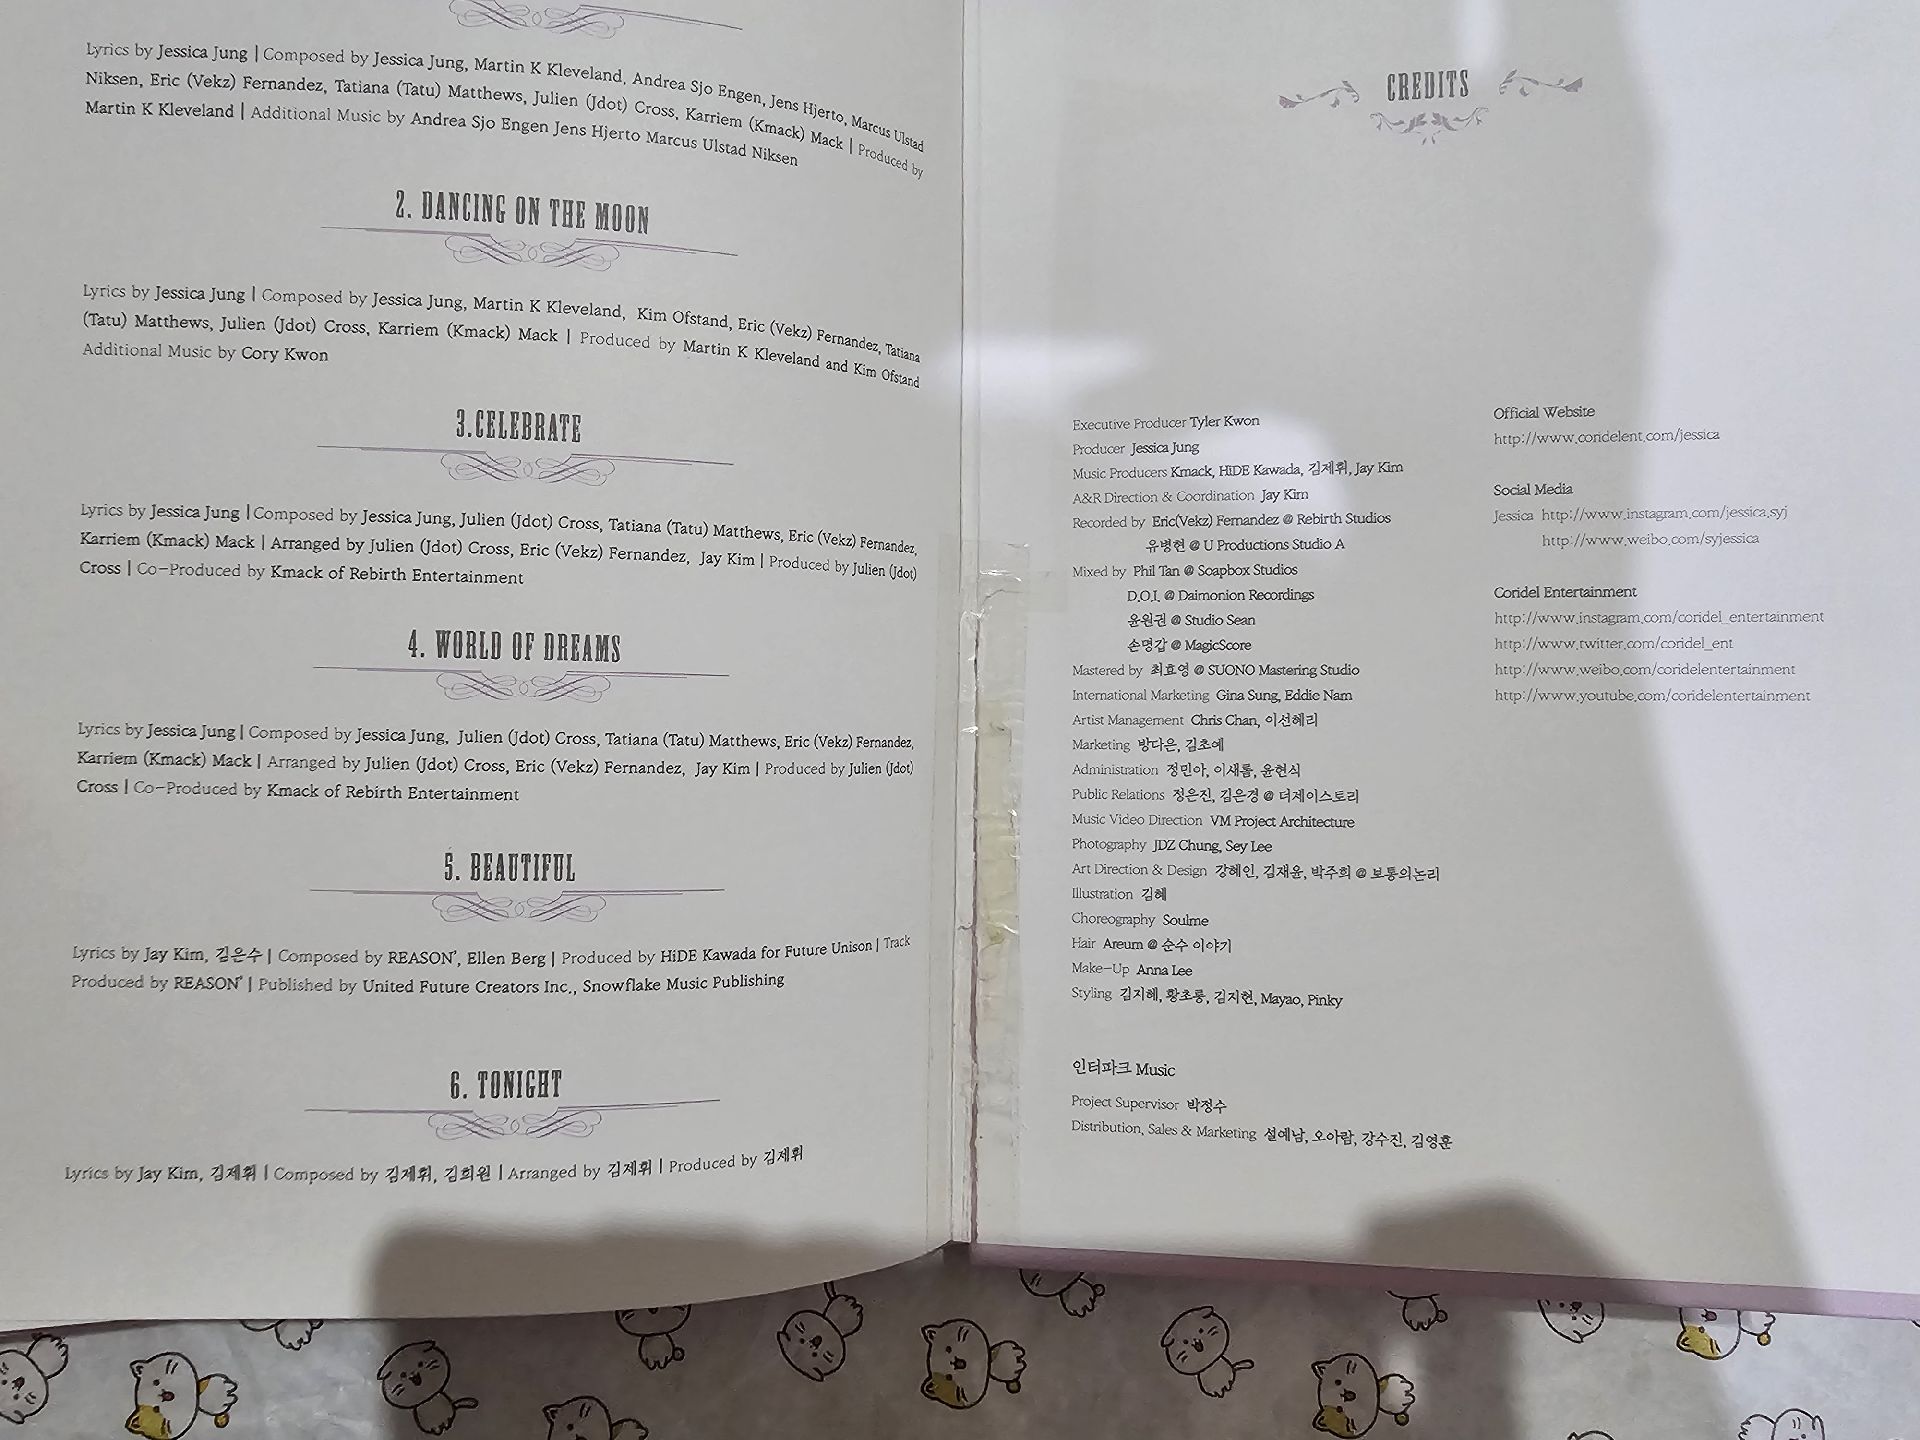 Lyrics by Jessica Jung | Composed by Jessica Jung, Martin K Kleveland, Andrea Sjo Engen, Jens Hjerto, Marcus Ulstad
Niksen, Eric (Vekz) Fernandez, Tatiana (Tatu) Matthews, Julien (Jdot) Cross, Karriem (Kmack) Mack | Produced by
Martin K Kleveland | Additional Music by Andrea Sjo Engen Jens Hjerto Marcus Ulstad Niksen
2. DANCING ON THE MOON
Lyrics by Jessica Jung | Composed by Jessica Jung, Martin K Kleveland, Kim Ofstand, Eric (Vekz) Fernandez, Tatiana
(Tatu) Matthews, Julien (Jdot) Cross, Karriem (Kmack) Mack | Produced by Martin K Kleveland and Kim Ofstand
Additional Music by Cory Kwon
3.CELEBRATE
Lyrics by Jessica Jung | Composed by Jessica Jung, Julien (Jdot) Cross, Tatiana (Tatu) Matthews, Eric (Vekz) Fernandez,
Karriem (Kmack) Mack | Arranged by Julien (Jdot) Cross, Eric (Vekz) Fernandez, Jay Kim | Produced by Julien (Jdot)
Cross | Co-Produced by Kmack of Rebirth Entertainment
4. WORLD OF DREAMS
Lyrics by Jessica Jung | Composed by Jessica Jung, Julien (Jdot) Cross, Tatiana (Tatu) Matthews, Eric (Vekz) Fernandez,
Karriem (Kmack) Mack | Arranged by Julien (Jdot) Cross, Eric (Vekz) Fernandez, Jay Kim | Produced by Julien (Jdot)
Cross | Co-Produced by Kmack of Rebirth Entertainment
5. BEAUTIFUL
Lyrics by Jay Kim, 김은수 | Composed by REASON', Ellen Berg | Produced by HiDE Kawada for Future Unison | Track
Produced by REASON' | Published by United Future Creators Inc., Snowflake Music Publishing
6. TONIGHT
Lyrics by Jay Kim, 김제휘 | Composed by 김제휘, 김희원 | Arranged by 김제휘 | Produced by 김제휘
CREDITS
Executive Producer Tyler Kwon
Producer Jessica Jung
Music Producers Kmack, HiDE Kawada, 김제휘, Jay Kim
A&R Direction & Coordination Jay Kim
Recorded by Eric(Vekz) Fernandez @ Rebirth Studios
유병현 @ U Productions Studio A
Mixed by Phil Tan @ Soapbox Studios
D.O.I. @ Daimonion Recordings
윤원권 @ Studio Sean
손명갑 @ MagicScore
Mastered by 최효영 @ SUONO Mastering Studio
International Marketing Gina Sung, Eddie Nam
Artist Management Chris Chan, 이선혜리
Marketing 방다은, 김초예
Administration 정민아, 이새롬, 윤현식
Public Relations 정은진, 김은경 @ 더제이스토리
Music Video Direction VM Project Architecture
Photography JDZ Chung, Sey Lee
Art Direction & Design 강혜인, 김재윤, 박주희 @ 보통의논리
Illustration 김혜
Choreography Soulme
Hair Areum @ 순수 이야기
Make-Up Anna Lee
Styling 김지혜, 황초롱, 김지현, Mayao, Pinky
인터파크 Music
Project Supervisor 박정수
Distribution, Sales & Marketing 설예남, 오아람, 강수진, 김영훈
Official Website
http://www.coridelent.com/jessica
Social Media
Jessica http://www.instagram.com/jessica.syj
http://www.weibo.com/syjessica
Coridel Entertainment
http://www.instagram.com/coridel_entertainment
http://www.twitter.com/coridel_ent
http://www.weibo.com/coridelentertainment
http://www.youtube.com/coridelentertainment